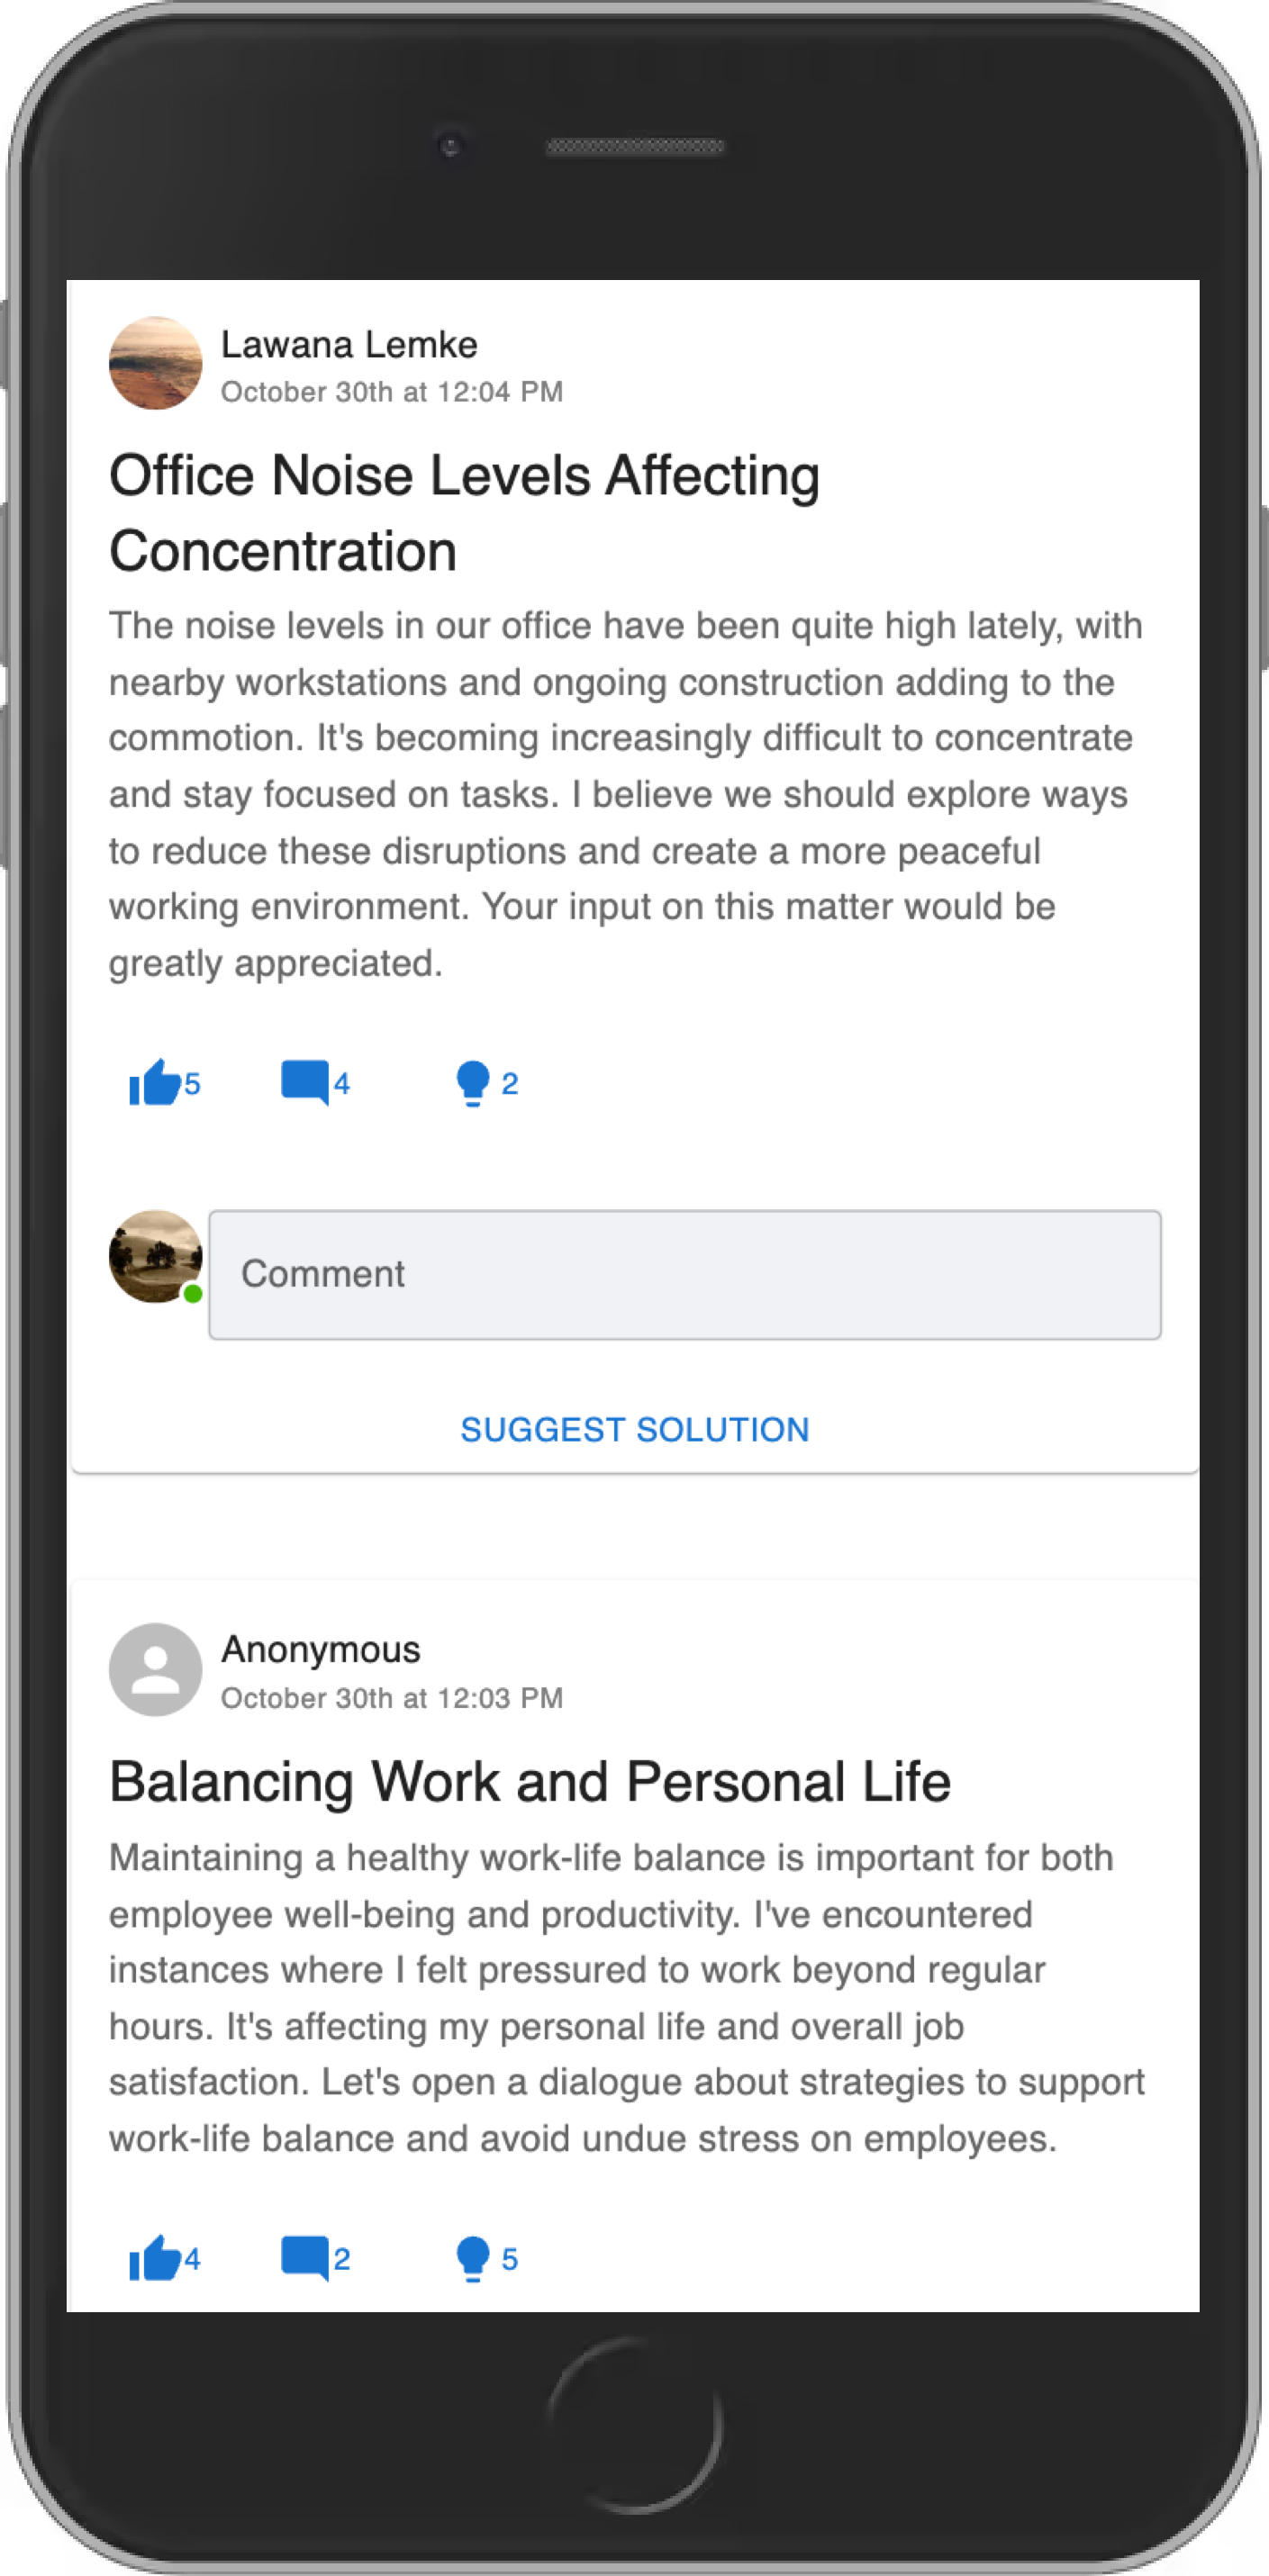 Lawana Lemke
October 30th at 12:04 PM
Office Noise Levels Affecting
Concentration
The noise levels in our office have been quite high lately, with
nearby workstations and ongoing construction adding to the
commotion. It's becoming increasingly difficult to concentrate
and stay focused on tasks. I believe we should explore ways
to reduce these disruptions and create a more peaceful
working environment. Your input on this matter would be
greatly appreciated.
5 4 2
Comment
SUGGEST SOLUTION
Anonymous
October 30th at 12:03 PM
Balancing Work and Personal Life
Maintaining a healthy work-life balance is important for both
employee well-being and productivity. I've encountered
instances where I felt pressured to work beyond regular
hours. It's affecting my personal life and overall job
satisfaction. Let's open a dialogue about strategies to support
work-life balance and avoid undue stress on employees.
4 2 5